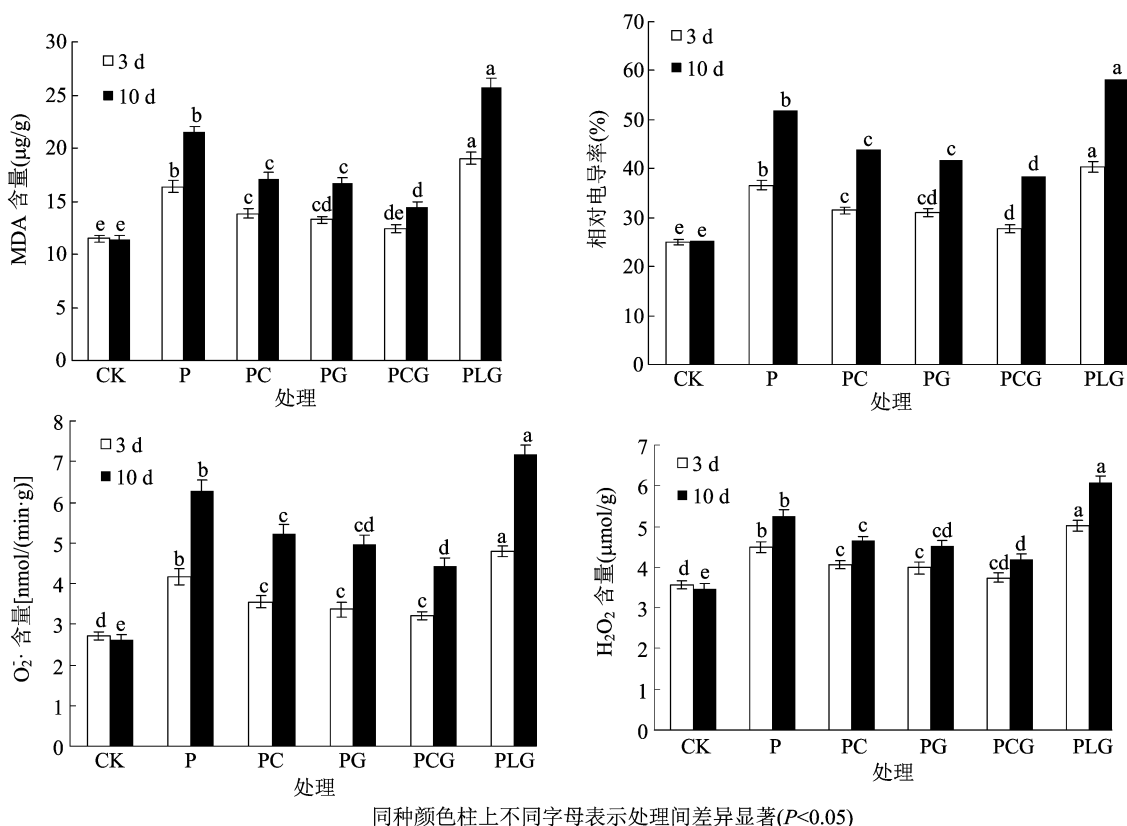 30
25
20
15
10
5
0
MDA 含量(μg/g)
3 d
10 d
e e b b c c cd c de d a a
CK P PC PG PCG PLG
处理
70
60
50
40
30
20
10
0
相对电导率(%)
3 d
10 d
e e b b c c cd c d d a a
CK P PC PG PCG PLG
处理
8
7
6
5
4
3
2
1
0
O₂⁻· 含量[nmol/(min·g)]
3 d
10 d
d e b b c c c cd c d a a
CK P PC PG PCG PLG
处理
7
6
5
4
3
2
1
0
H₂O₂ 含量(μmol/g)
3 d
10 d
d e b b c c c cd cd d a a
CK P PC PG PCG PLG
处理
同种颜色柱上不同字母表示处理间差异显著(P<0.05)